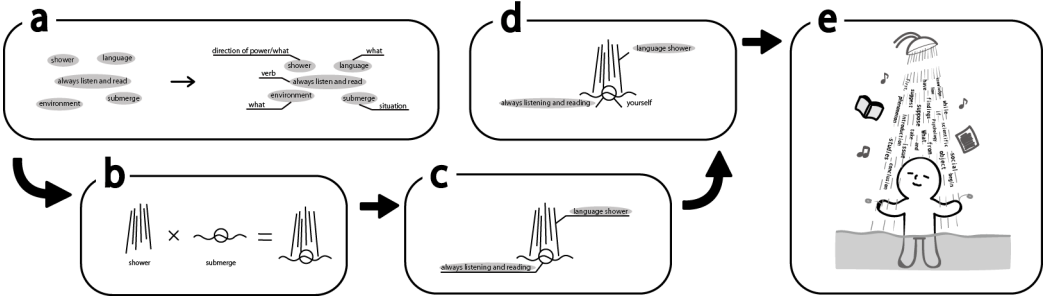 a
shower
language
always listen and read
environment
submerge
direction of power/what
what
shower
language
verb
always listen and read
environment
submerge
what
situation
b
shower
submerge
c
language shower
always listening and reading
d
language shower
always listening and reading
yourself
e